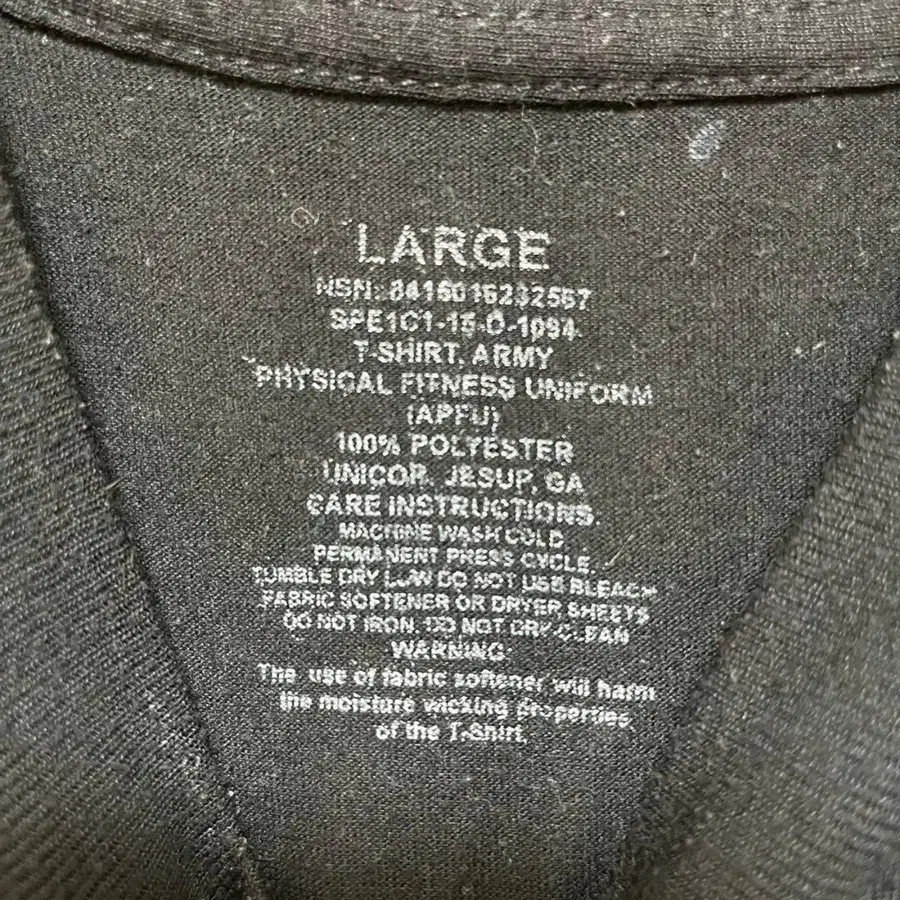 LARGE
NSN: 8415016232567
SPE1C1-15-D-1094
T-SHIRT, ARMY
PHYSICAL FITNESS UNIFORM
(APFU)
100% POLYESTER
UNICOR, JESUP, GA
CARE INSTRUCTIONS.
MACHINE WASH COLD
PERMANENT PRESS CYCLE.
TUMBLE DRY LOW DO NOT USE BLEACH
FABRIC SOFTENER OR DRYER SHEETS
DO NOT IRON. DO NOT DRY-CLEAN
WARNING:
The use of fabric softener will harm
the moisture wicking properties
of the T-Shirt.